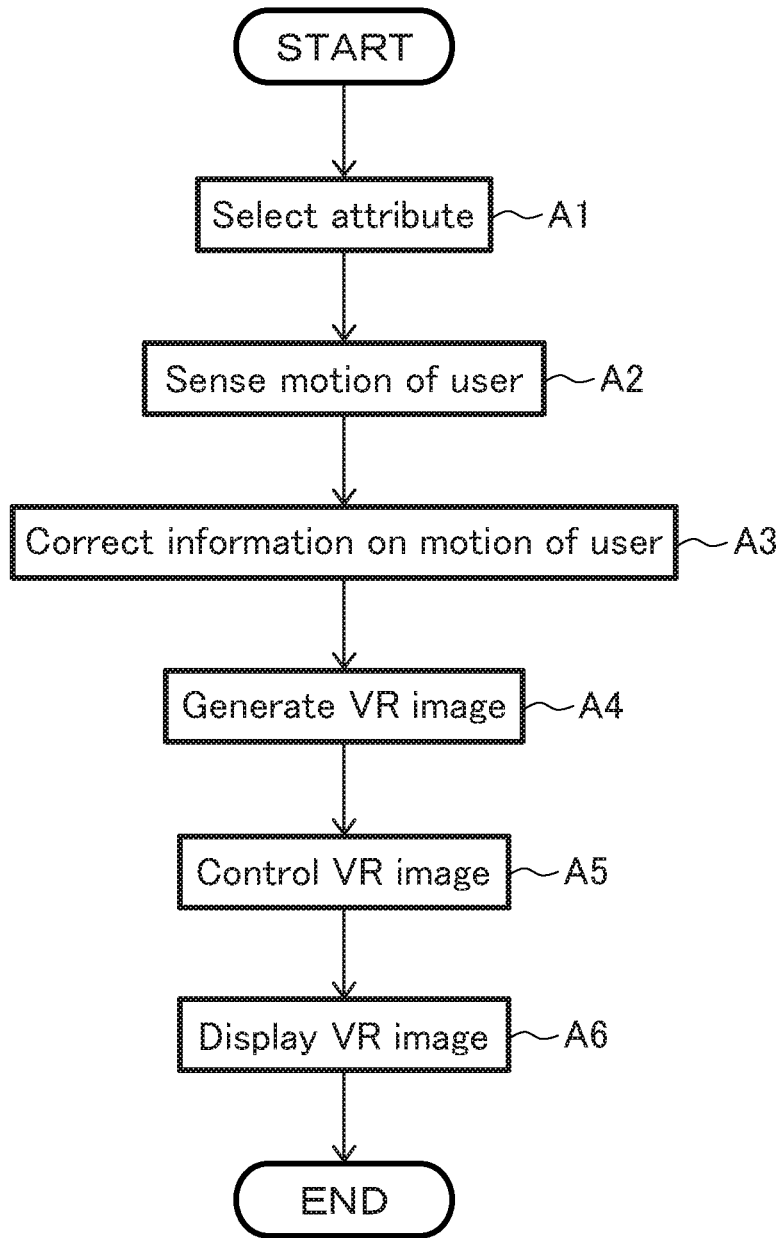 START
Select attribute A1
Sense motion of user A2
Correct information on motion of user A3
Generate VR image A4
Control VR image A5
Display VR image A6
END